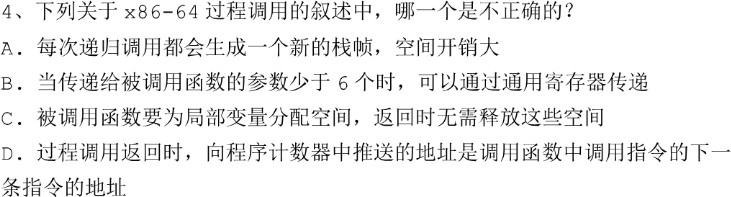 4、下列关于 x86-64 过程调用的叙述中，哪一个是不正确的？
A. 每次递归调用都会生成一个新的栈帧，空间开销大
B. 当传递给被调用函数的参数少于 6 个时，可以通过通用寄存器传递
C. 被调用函数要为局部变量分配空间，返回时无需释放这些空间
D. 过程调用返回时，向程序计数器中推送的地址是调用函数中调用指令的下一
条指令的地址